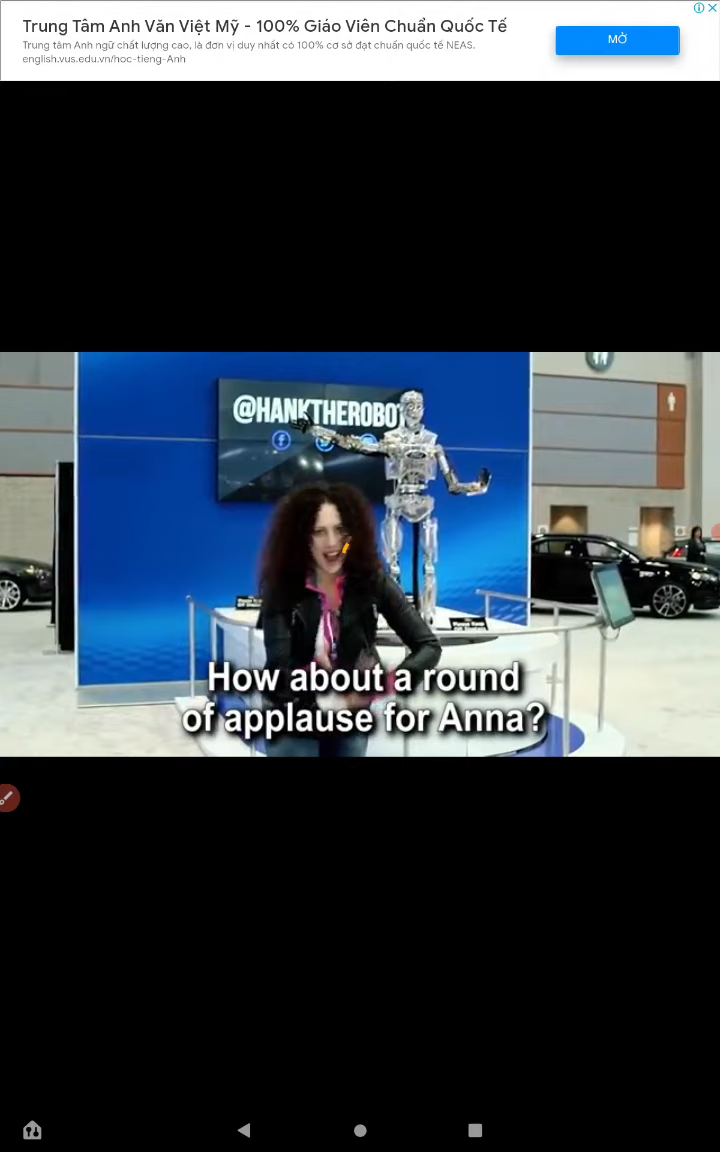 Trung Tâm Anh Văn Việt Mỹ - 100% Giáo Viên Chuẩn Quốc Tế
Trung tâm Anh ngữ chất lượng cao, là đơn vị duy nhất có 100% cơ sở đạt chuẩn quốc tế NEAS.
english.vus.edu.vn/hoc-tieng-Anh
MỞ
@HANKTHEROBOT
How about a round
of applause for Anna?